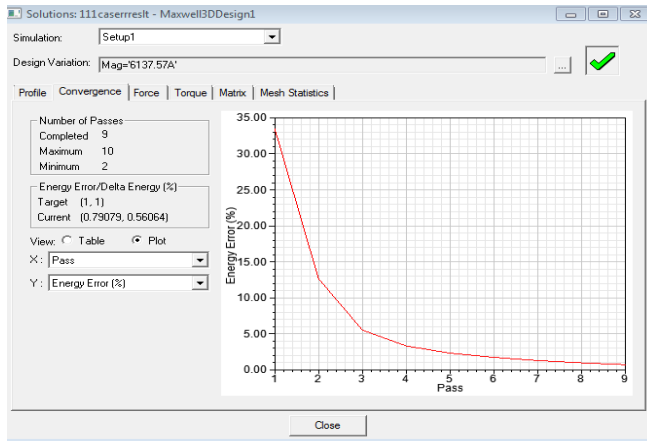 Solutions: 111caserrreslt - Maxwell3DDesign1
Simulation: Setup1
Design Variation: Mag='6137.57A' ...
Profile Convergence Force Torque Matrix Mesh Statistics
Number of Passes
Completed 9
Maximum 10
Minimum 2
Energy Error/Delta Energy (%)
Target (1, 1)
Current (0.79079, 0.56064)
View: Table Plot
X: Pass
Y: Energy Error (%)
Energy Error (%)
35.00
30.00
25.00
20.00
15.00
10.00
5.00
0.00
1 2 3 4 5 6 7 8 9
Pass
Close